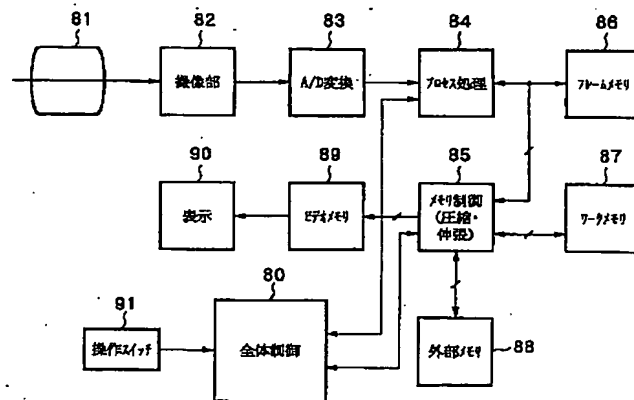 81
82
83
84
86
撮像部
A/D変換
プロセス処理
フレームメモリ
90
89
85
87
表示
ビデオメモリ
メモリ制御
(圧縮・
伸張)
ワークメモリ
80
91
操作スイッチ
全体制御
外部メモリ
88